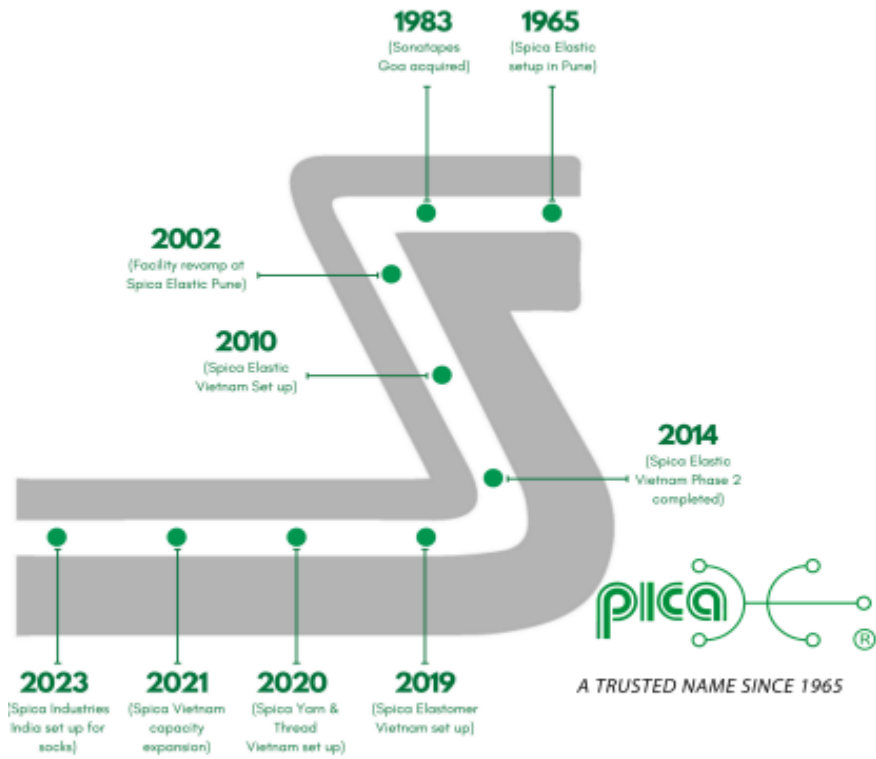 1983
(Sonatapes
Goa acquired)
1965
(Spica Elastic
setup in Pune)
2002
(Facility revamp at
Spica Elastic Pune)
2010
(Spica Elastic
Vietnam Set up)
2014
(Spica Elastic
Vietnam Phase 2
completed)
pica
®
A TRUSTED NAME SINCE 1965
2023
(Spica Industries
India set up for
socks)
2021
(Spica Vietnam
capacity
expansion)
2020
(Spica Yarn &
Thread
Vietnam set up)
2019
(Spica Elastomer
Vietnam set up)